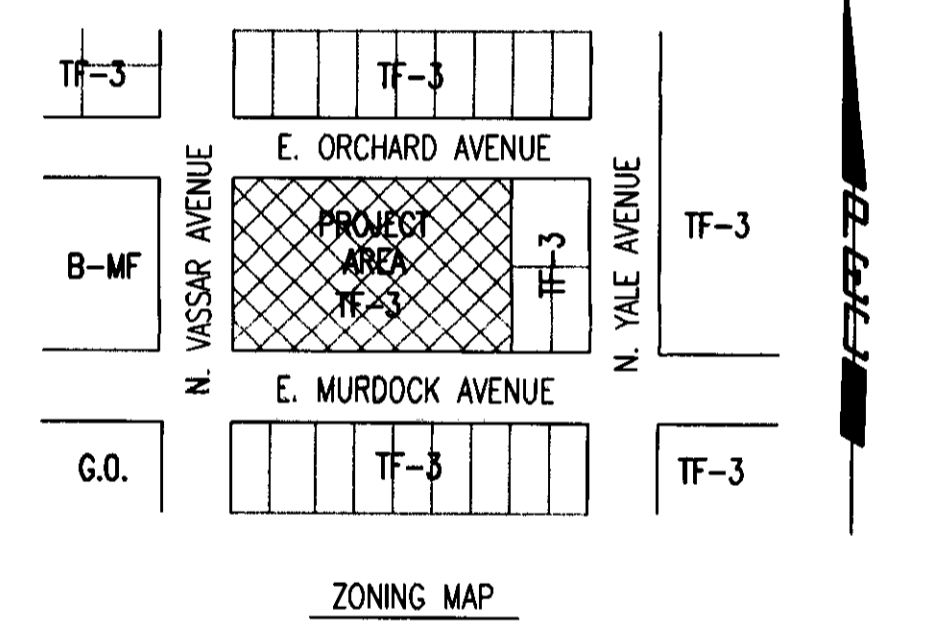 TF-3
TF-3
E. ORCHARD AVENUE
N. VASSAR AVENUE
N. YALE AVENUE
B-MF
PROJECT
AREA
TF-3
TF-3
TF-3
E. MURDOCK AVENUE
G.O.
TF-3
TF-3
ZONING MAP